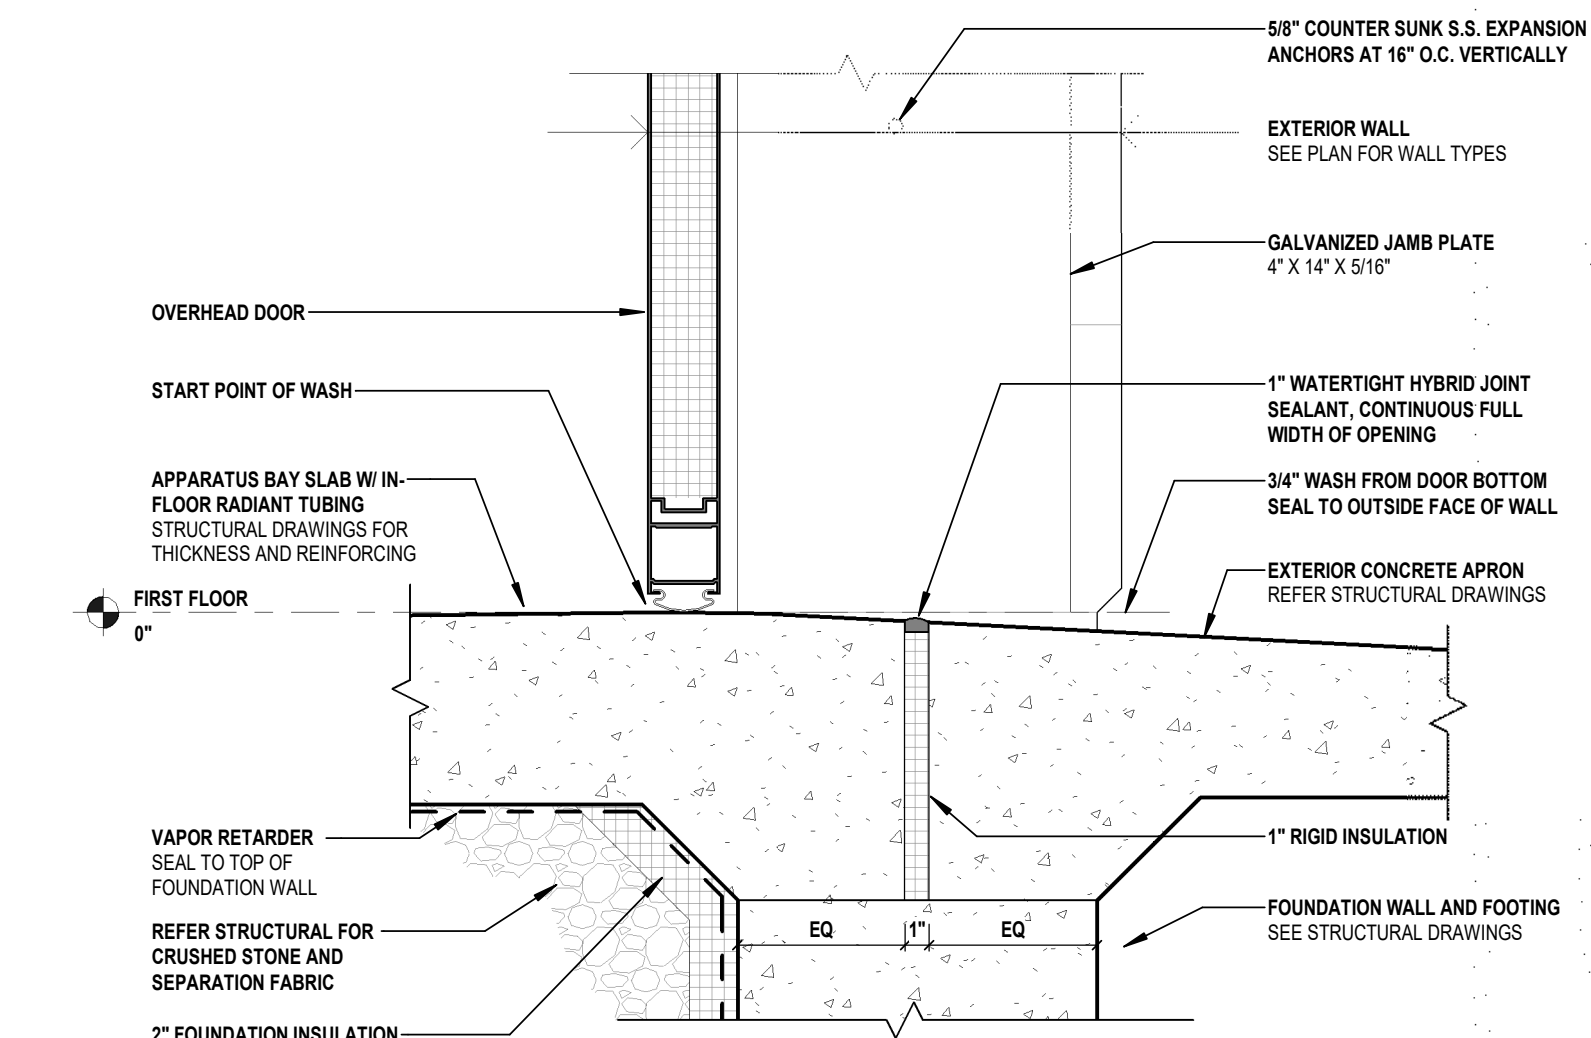 5/8" COUNTER SUNK S.S. EXPANSION
ANCHORS AT 16" O.C. VERTICALLY
EXTERIOR WALL
SEE PLAN FOR WALL TYPES
GALVANIZED JAMB PLATE
4" X 14" X 5/16"
OVERHEAD DOOR
START POINT OF WASH
1" WATERTIGHT HYBRID JOINT
SEALANT, CONTINUOUS FULL
WIDTH OF OPENING
APPARATUS BAY SLAB W/ IN-
FLOOR RADIANT TUBING
STRUCTURAL DRAWINGS FOR
THICKNESS AND REINFORCING
3/4" WASH FROM DOOR BOTTOM
SEAL TO OUTSIDE FACE OF WALL
EXTERIOR CONCRETE APRON
REFER STRUCTURAL DRAWINGS
FIRST FLOOR
0"
VAPOR RETARDER
SEAL TO TOP OF
FOUNDATION WALL
1" RIGID INSULATION
REFER STRUCTURAL FOR
CRUSHED STONE AND
SEPARATION FABRIC
EQ 1" EQ
FOUNDATION WALL AND FOOTING
SEE STRUCTURAL DRAWINGS
2" FOUNDATION INSULATION